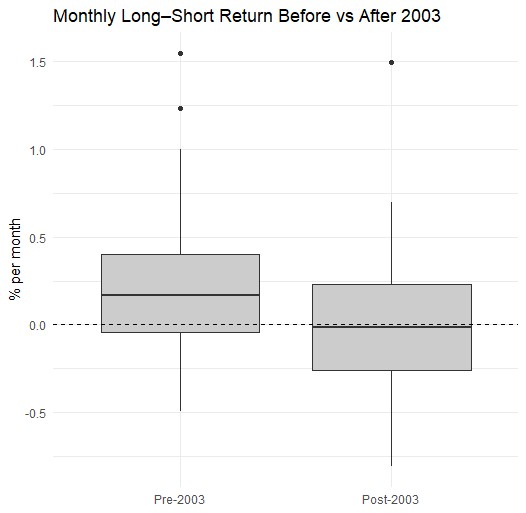 Monthly Long–Short Return Before vs After 2003
1.5
1.0
0.5
0.0
-0.5
% per month
Pre-2003
Post-2003